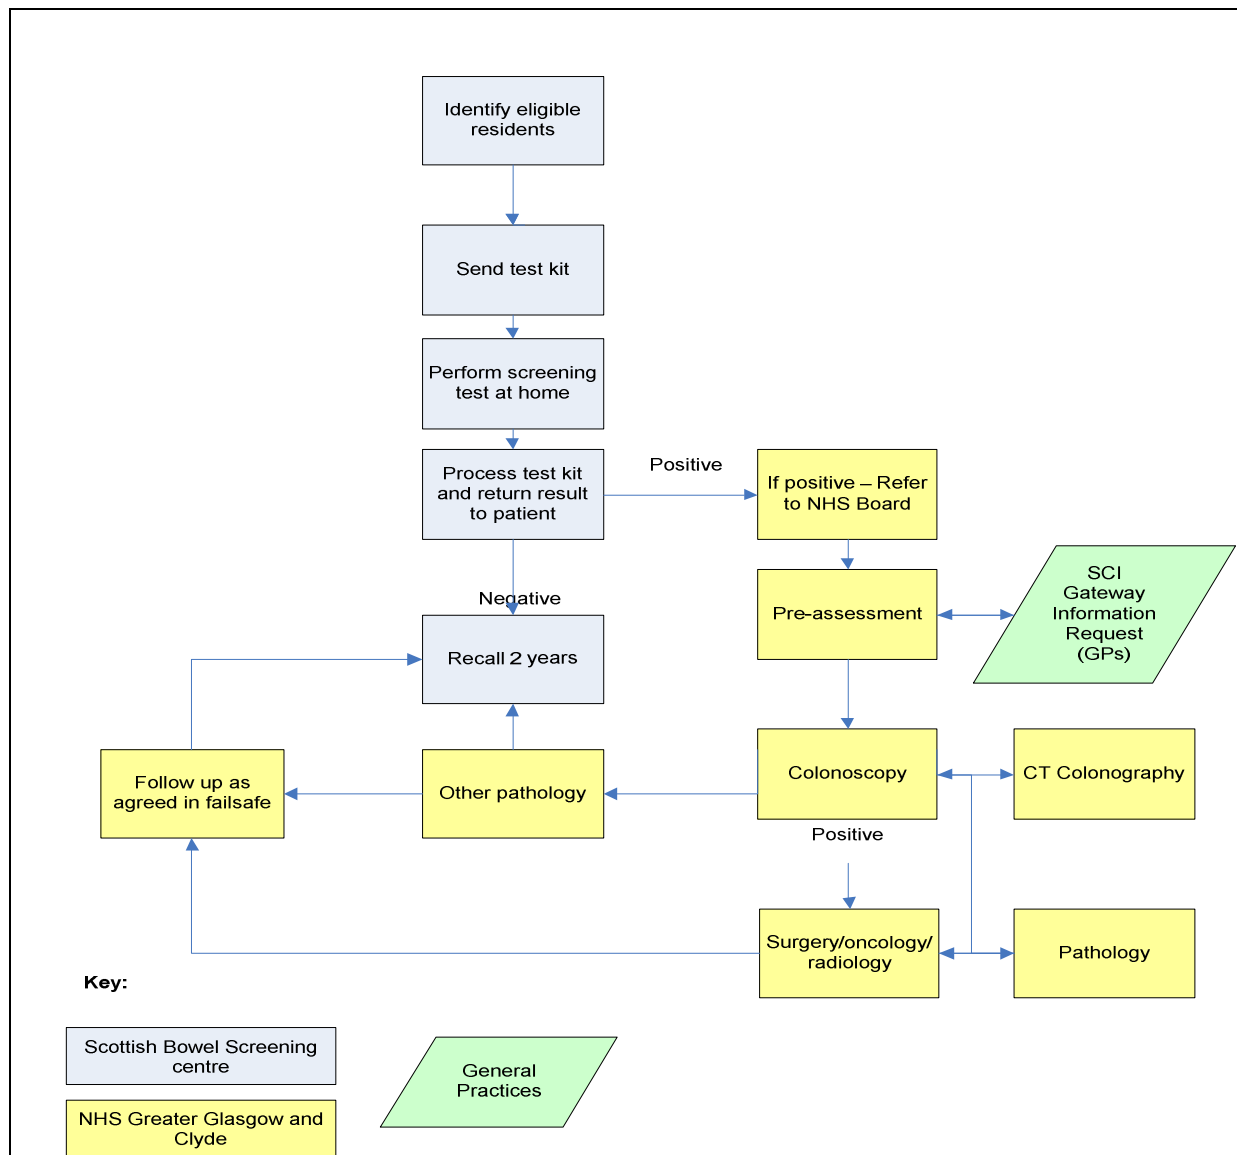 Identify eligible
residents
Send test kit
Perform screening
test at home
Process test kit
and return result
to patient
Positive
If positive – Refer
to NHS Board
Negative
Pre-assessment
SCI
Gateway
Information
Request
(GPs)
Recall 2 years
Follow up as
agreed in failsafe
Other pathology
Colonoscopy
CT Colonography
Positive
Surgery/oncology/
radiology
Pathology
Key:
Scottish Bowel Screening
centre
General
Practices
NHS Greater Glasgow and
Clyde